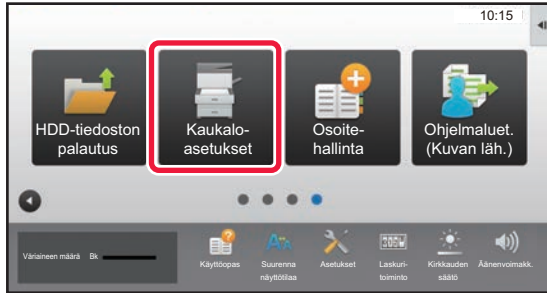 10:15
HDD-tiedoston
palautus
Kaukalo-
asetukset
Osoite-
hallinta
Ohjelmaluet.
(Kuvan läh.)
Väriaineen määrä Bk
Käyttöopas
Suurenna
näyttötilaa
Asetukset
Laskuri-
toiminto
Kirkkauden
säätö
Äänenvoimakk.